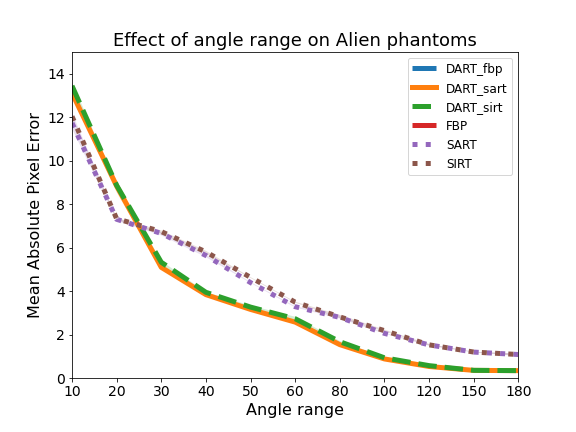 Effect of angle range on Alien phantoms
Mean Absolute Pixel Error
14
12
10
8
6
4
2
0
DART_fbp
DART_sart
DART_sirt
FBP
SART
SIRT
10 20 30 40 50 60 80 100 120 150 180
Angle range